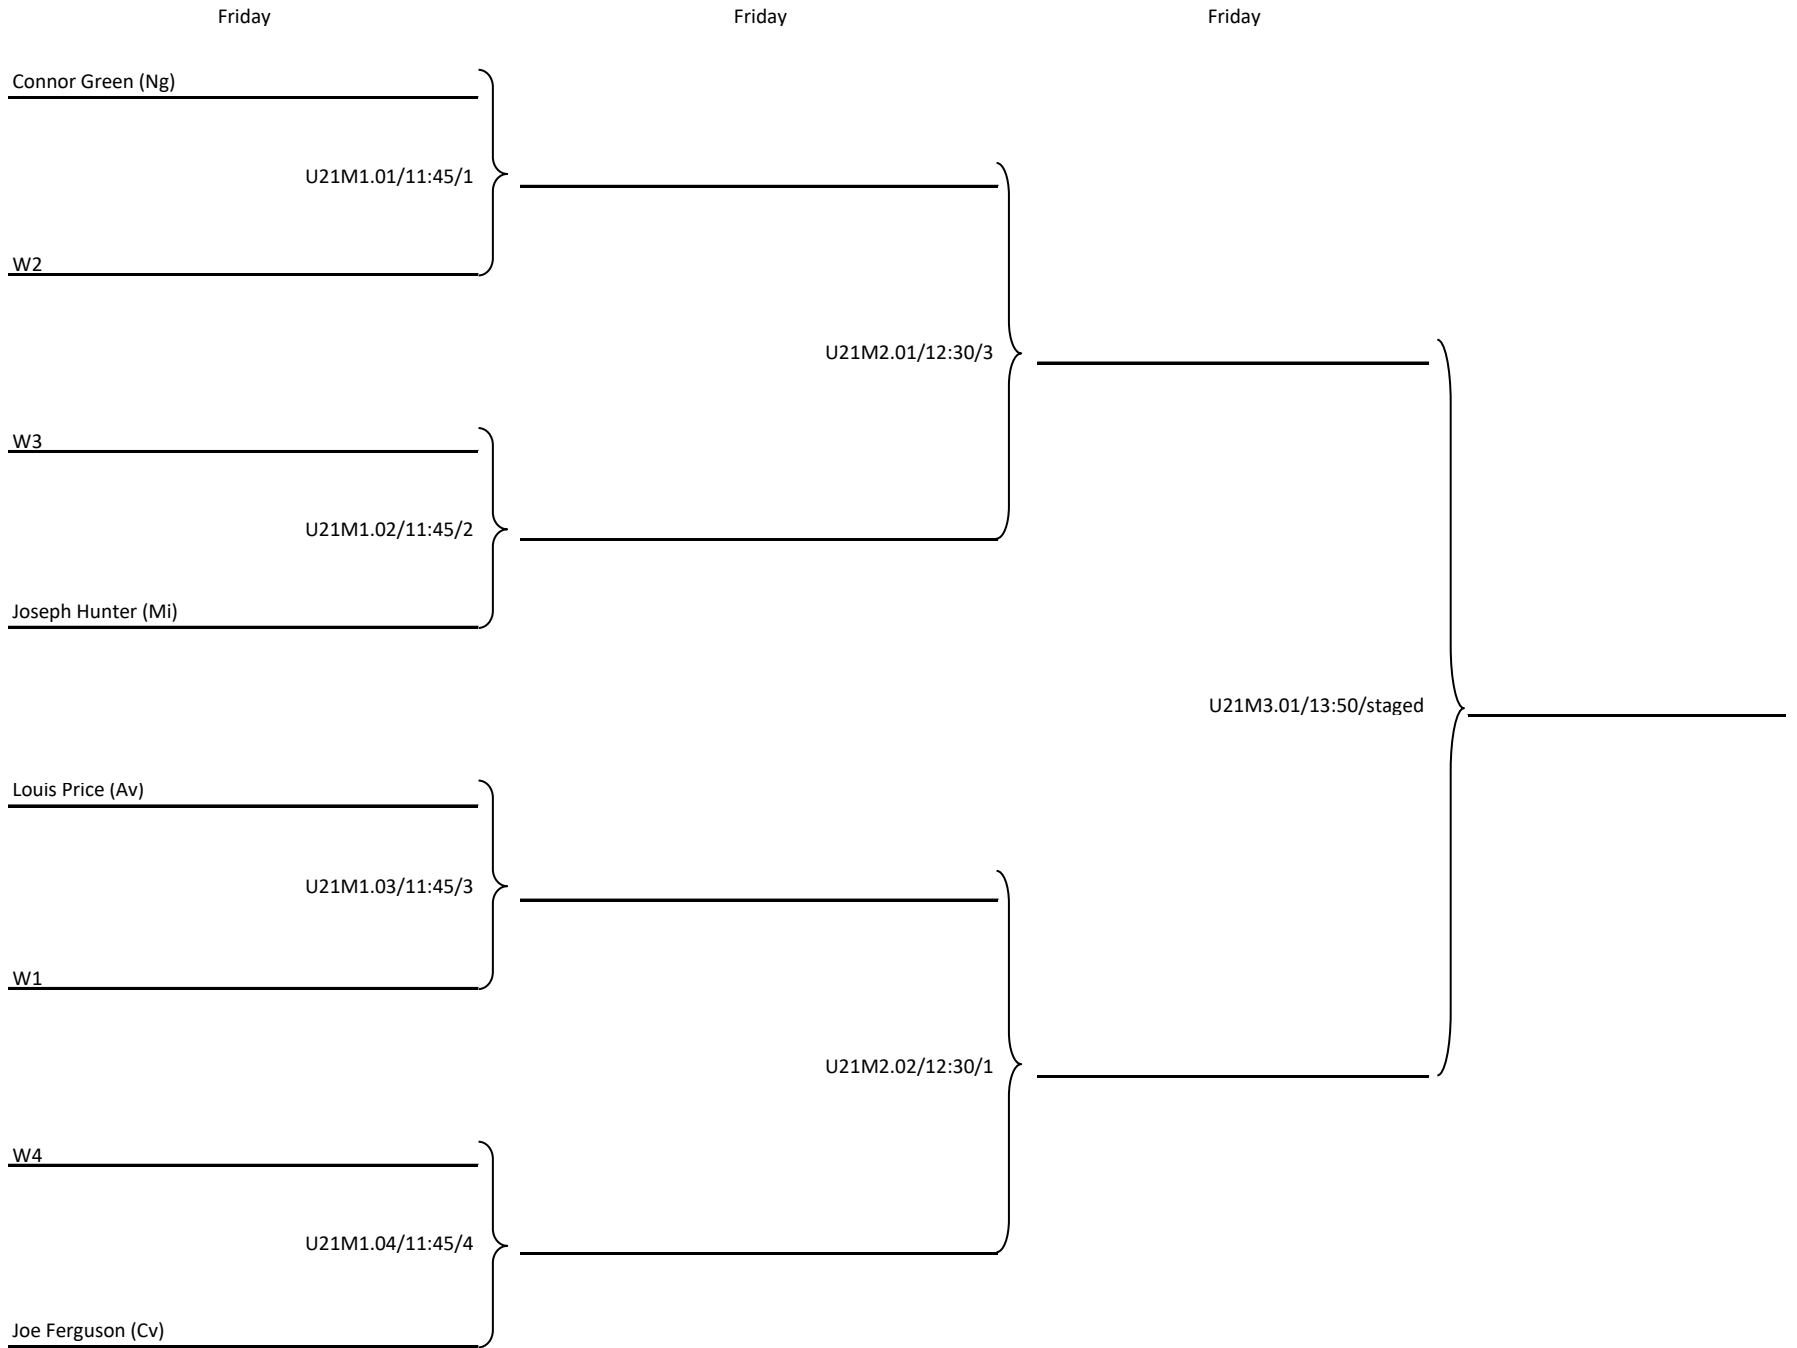 Friday
Friday
Friday
Connor Green (Ng)
U21M1.01/11:45/1
W2
U21M2.01/12:30/3
W3
U21M1.02/11:45/2
Joseph Hunter (Mi)
U21M3.01/13:50/staged
Louis Price (Av)
U21M1.03/11:45/3
W1
U21M2.02/12:30/1
W4
U21M1.04/11:45/4
Joe Ferguson (Cv)